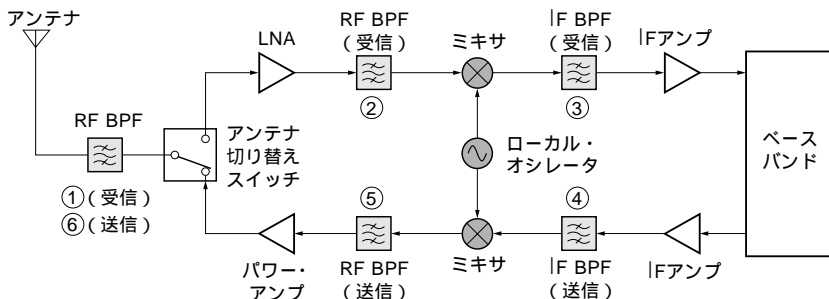 アンテナ
RF BPF
①(受信)
⑥(送信)
アンテナ
切り替え
スイッチ
LNA
RF BPF
(受信)
②
ミキサ
IF BPF
(受信)
③
IFアンプ
ローカル・
オシレータ
ベース
バンド
パワー・
アンプ
⑤
RF BPF
(送信)
ミキサ
④
IF BPF
(送信)
IFアンプ